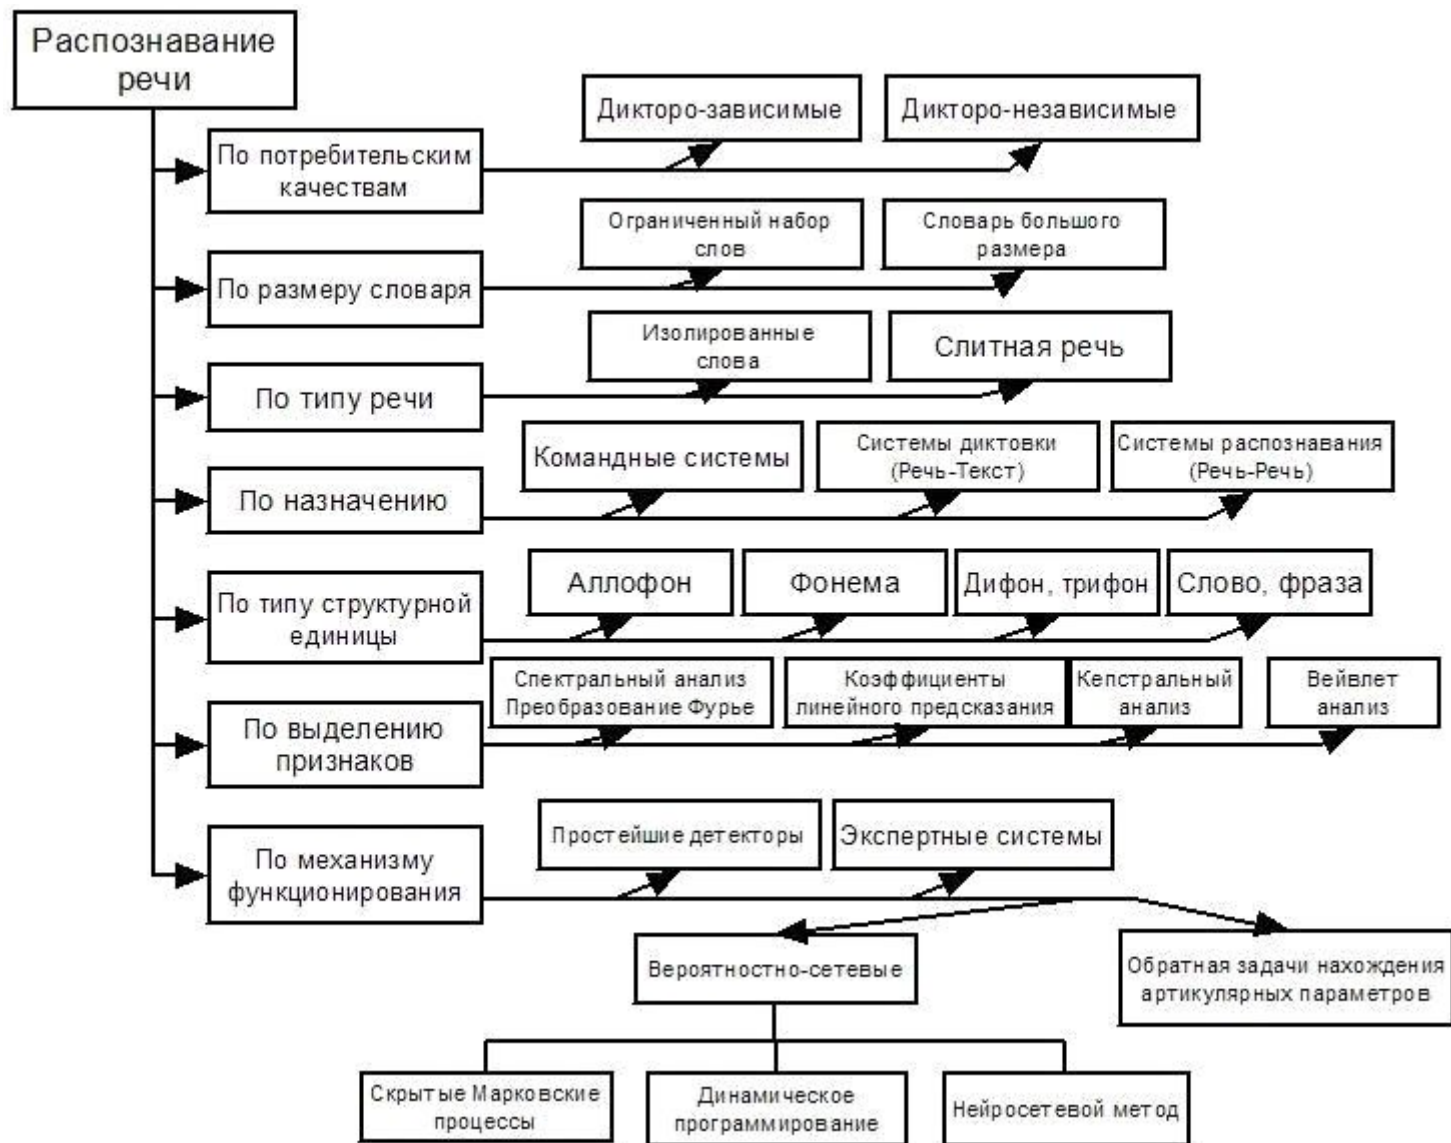 Распознавание
речи
Дикторо-зависимые
Дикторо-независимые
По потребительским
качествам
Ограниченный набор
слов
Словарь большого
размера
По размеру словаря
Изолированные
слова
Слитная речь
По типу речи
Командные системы
Системы диктовки
(Речь-Текст)
Системы распознавания
(Речь-Речь)
По назначению
Аллофон
Фонема
Дифон, трифон
Слово, фраза
По типу структурной
единицы
Спектральный анализ
Преобразование Фурье
Коэффициенты
линейного предсказания
Кепстральный
анализ
Вейвлет
анализ
По выделению
признаков
Простейшие детекторы
Экспертные системы
По механизму
функционирования
Вероятностно-сетевые
Обратная задачи нахождения
артикулярных параметров
Скрытые Марковские
процессы
Динамическое
программирование
Нейросетевой метод